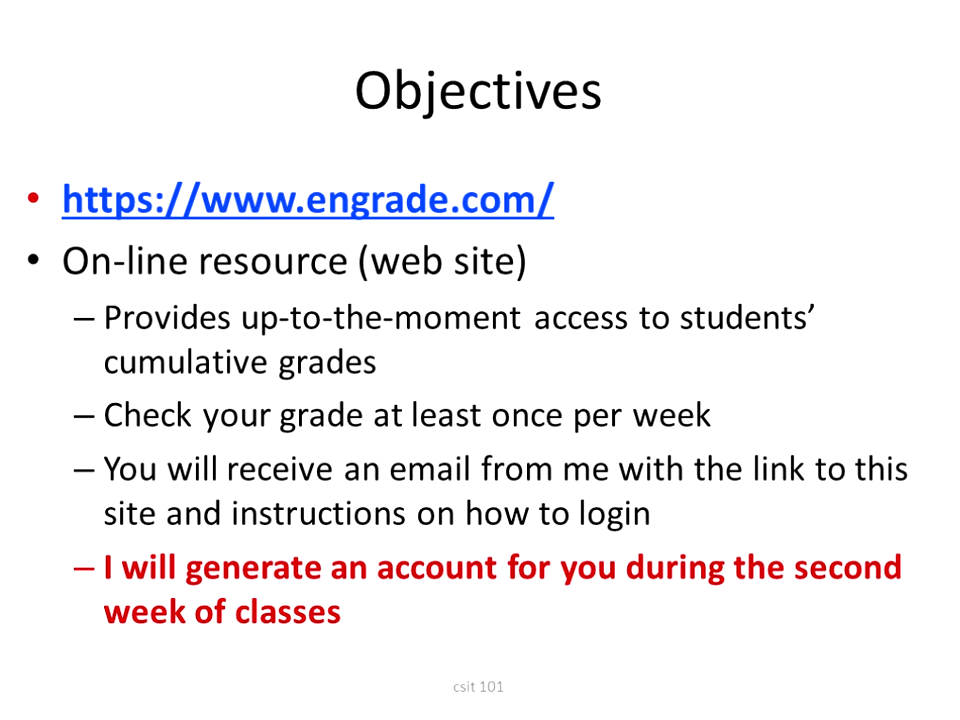 Objectives
• https://www.engrade.com/
• On-line resource (web site)
– Provides up-to-the-moment access to students’
cumulative grades
– Check your grade at least once per week
– You will receive an email from me with the link to this
site and instructions on how to login
– I will generate an account for you during the second
week of classes
csit 101